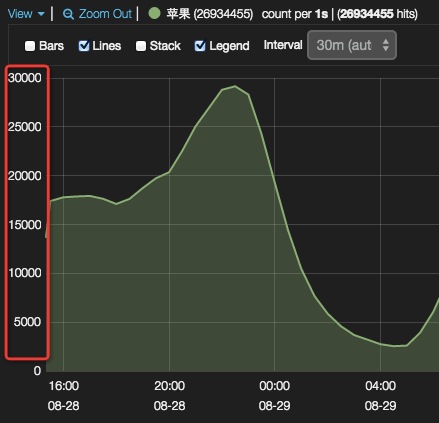 View | Zoom Out | 苹果 (26934455) count per 1s | (26934455 hits)
Bars Lines Stack Legend Interval 30m (aut
30000
25000
20000
15000
10000
5000
0
16:00 20:00 00:00 04:00
08-28 08-28 08-29 08-29